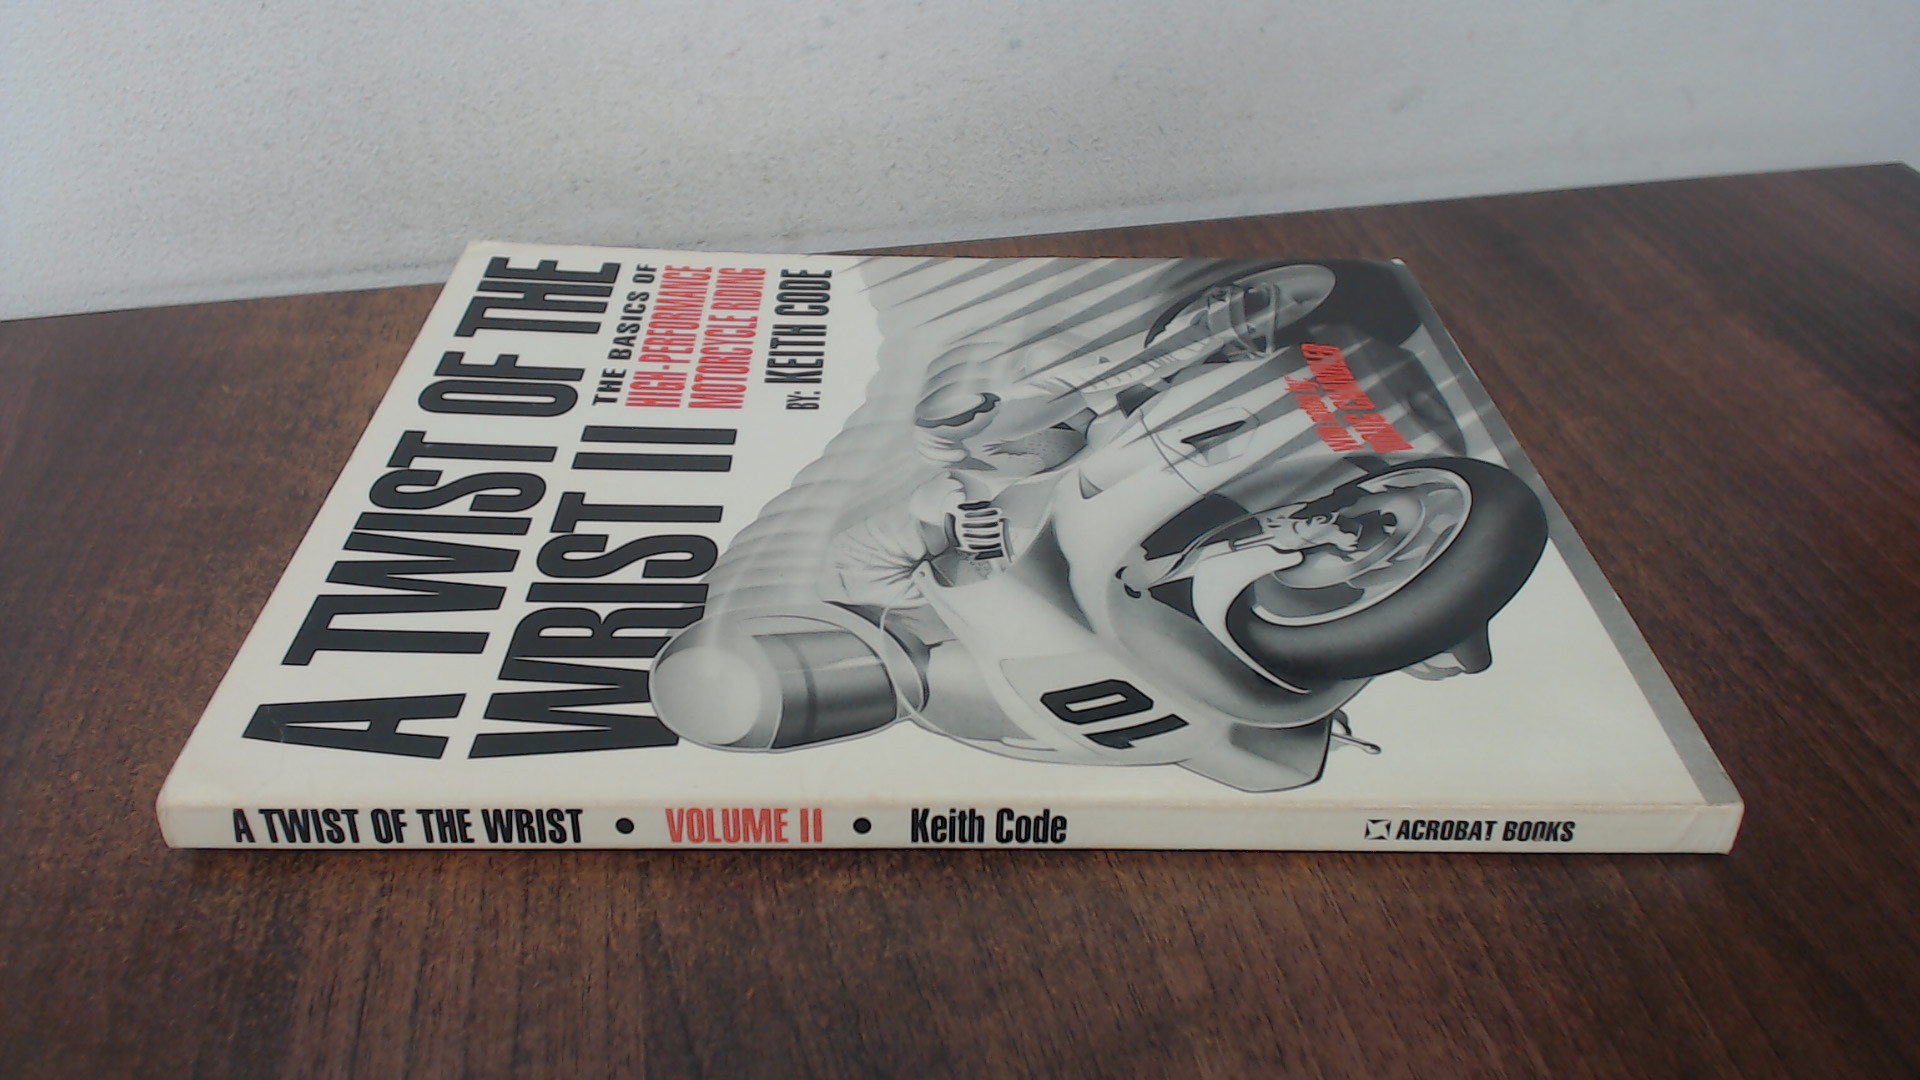 A TWIST OF THE
WRIST II
THE BASICS OF
HIGH-PERFORMANCE
MOTORCYCLE RIDING
BY: KEITH CODE
10
1
A TWIST OF THE WRIST • VOLUME II • Keith Code
ACROBAT BOOKS